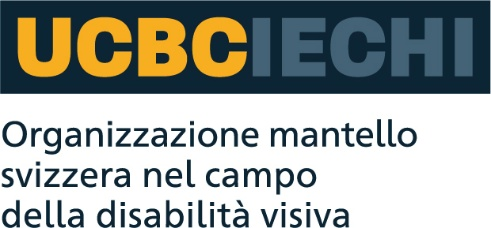 UCBCIECHI
Organizzazione mantello
svizzera nel campo
della disabilità visiva